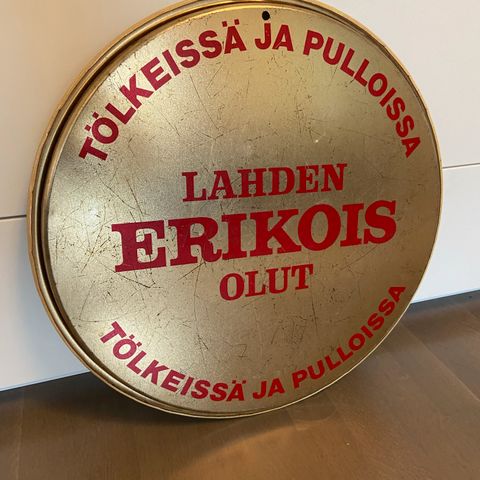 TÖLKEISSÄ JA PULLOISSA
LAHDEN
ERIKOIS
OLUT
TÖLKEISSÄ JA PULLOISSA